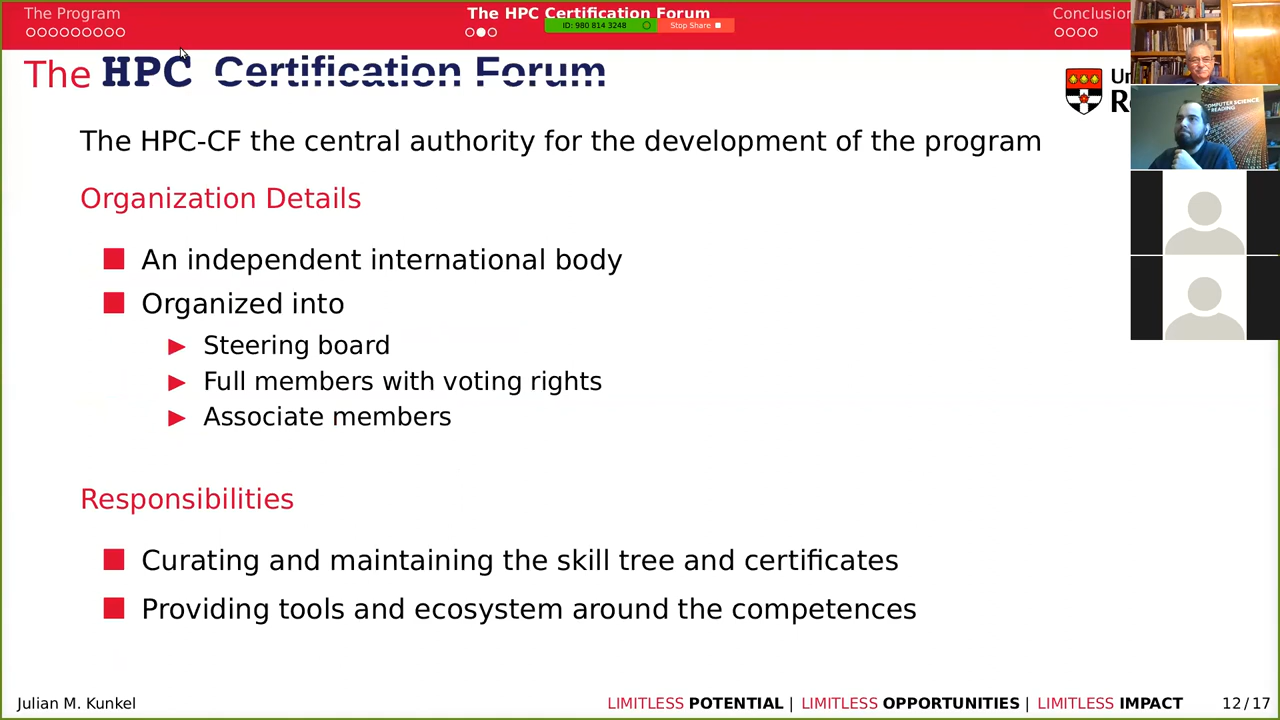 The Program
The HPC Certification Forum
Conclusion
ID: 980 814 3248
Stop Share
The HPC Certification Forum
The HPC-CF the central authority for the development of the program
Organization Details
An independent international body
Organized into
Steering board
Full members with voting rights
Associate members
Responsibilities
Curating and maintaining the skill tree and certificates
Providing tools and ecosystem around the competences
COMPUTER SCIENCE
READING
Julian M. Kunkel
LIMITLESS POTENTIAL | LIMITLESS OPPORTUNITIES | LIMITLESS IMPACT
12/17